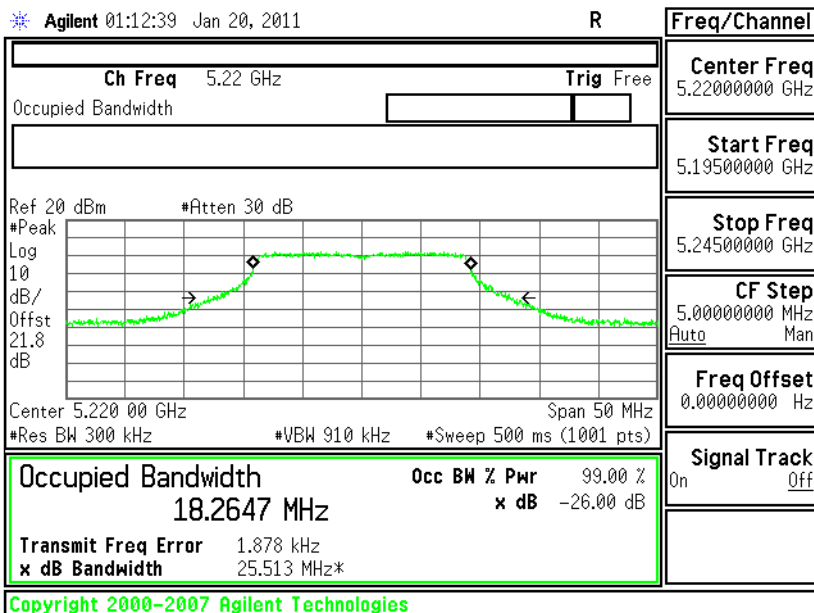 Agilent 01:12:39 Jan 20, 2011 R
Freq/Channel
Ch Freq 5.22 GHz Trig Free
Occupied Bandwidth
Center Freq
5.22000000 GHz
Start Freq
5.19500000 GHz
Stop Freq
5.24500000 GHz
CF Step
5.00000000 MHz
Auto Man
Freq Offset
0.00000000 Hz
Signal Track
On Off
Ref 20 dBm #Atten 30 dB
#Peak
Log
10
dB/
Offst
21.8
dB
Center 5.220 00 GHz Span 50 MHz
#Res BW 300 kHz #VBW 910 kHz #Sweep 500 ms (1001 pts)
Occupied Bandwidth Occ BW % Pwr 99.00 %
18.2647 MHz x dB -26.00 dB
Transmit Freq Error 1.878 kHz
x dB Bandwidth 25.513 MHz*
Copyright 2000-2007 Agilent Technologies